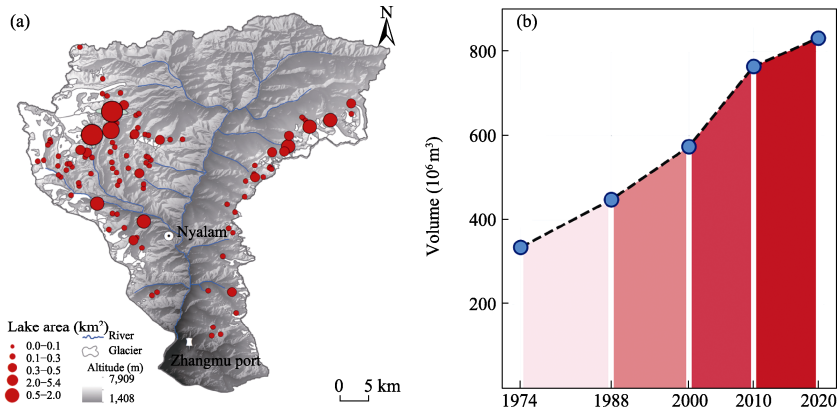 (a)
N
Nyalam
Zhangmu port
Lake area (km²)
0.0−0.1
0.1−0.3
0.3−0.5
2.0−5.4
0.5−2.0
River
Glacier
Altitude (m)
7,909
1,408
0 5 km
(b)
Volume (10⁶ m³)
800
600
400
200
1974 1988 2000 2010 2020